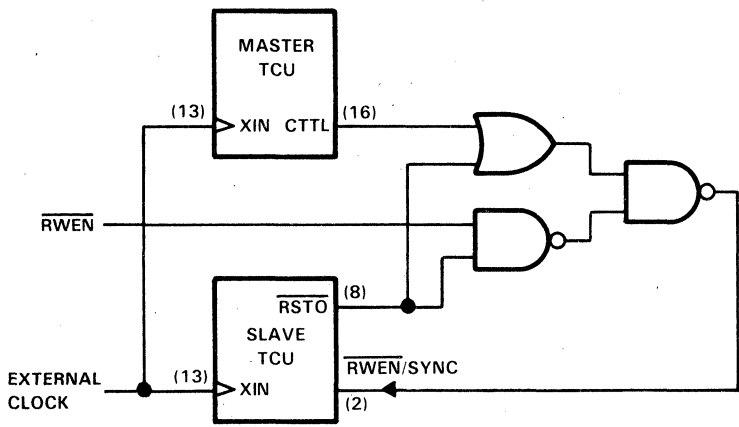 MASTER
TCU
(13)
XIN CTTL
(16)
RWEN
RSTO
(8)
SLAVE
TCU
RWEN/SYNC
EXTERNAL
CLOCK
(13)
XIN
(2)